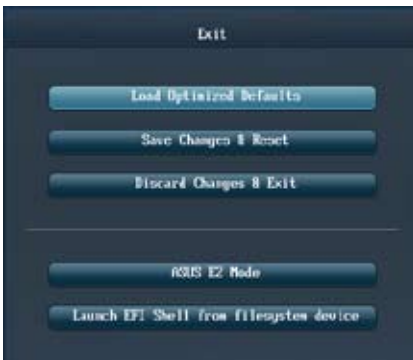 Exit
Load Optimized Defaults
Save Changes & Reset
Discard Changes & Exit
ASUS EZ Mode
Launch EFI Shell from filesystem device